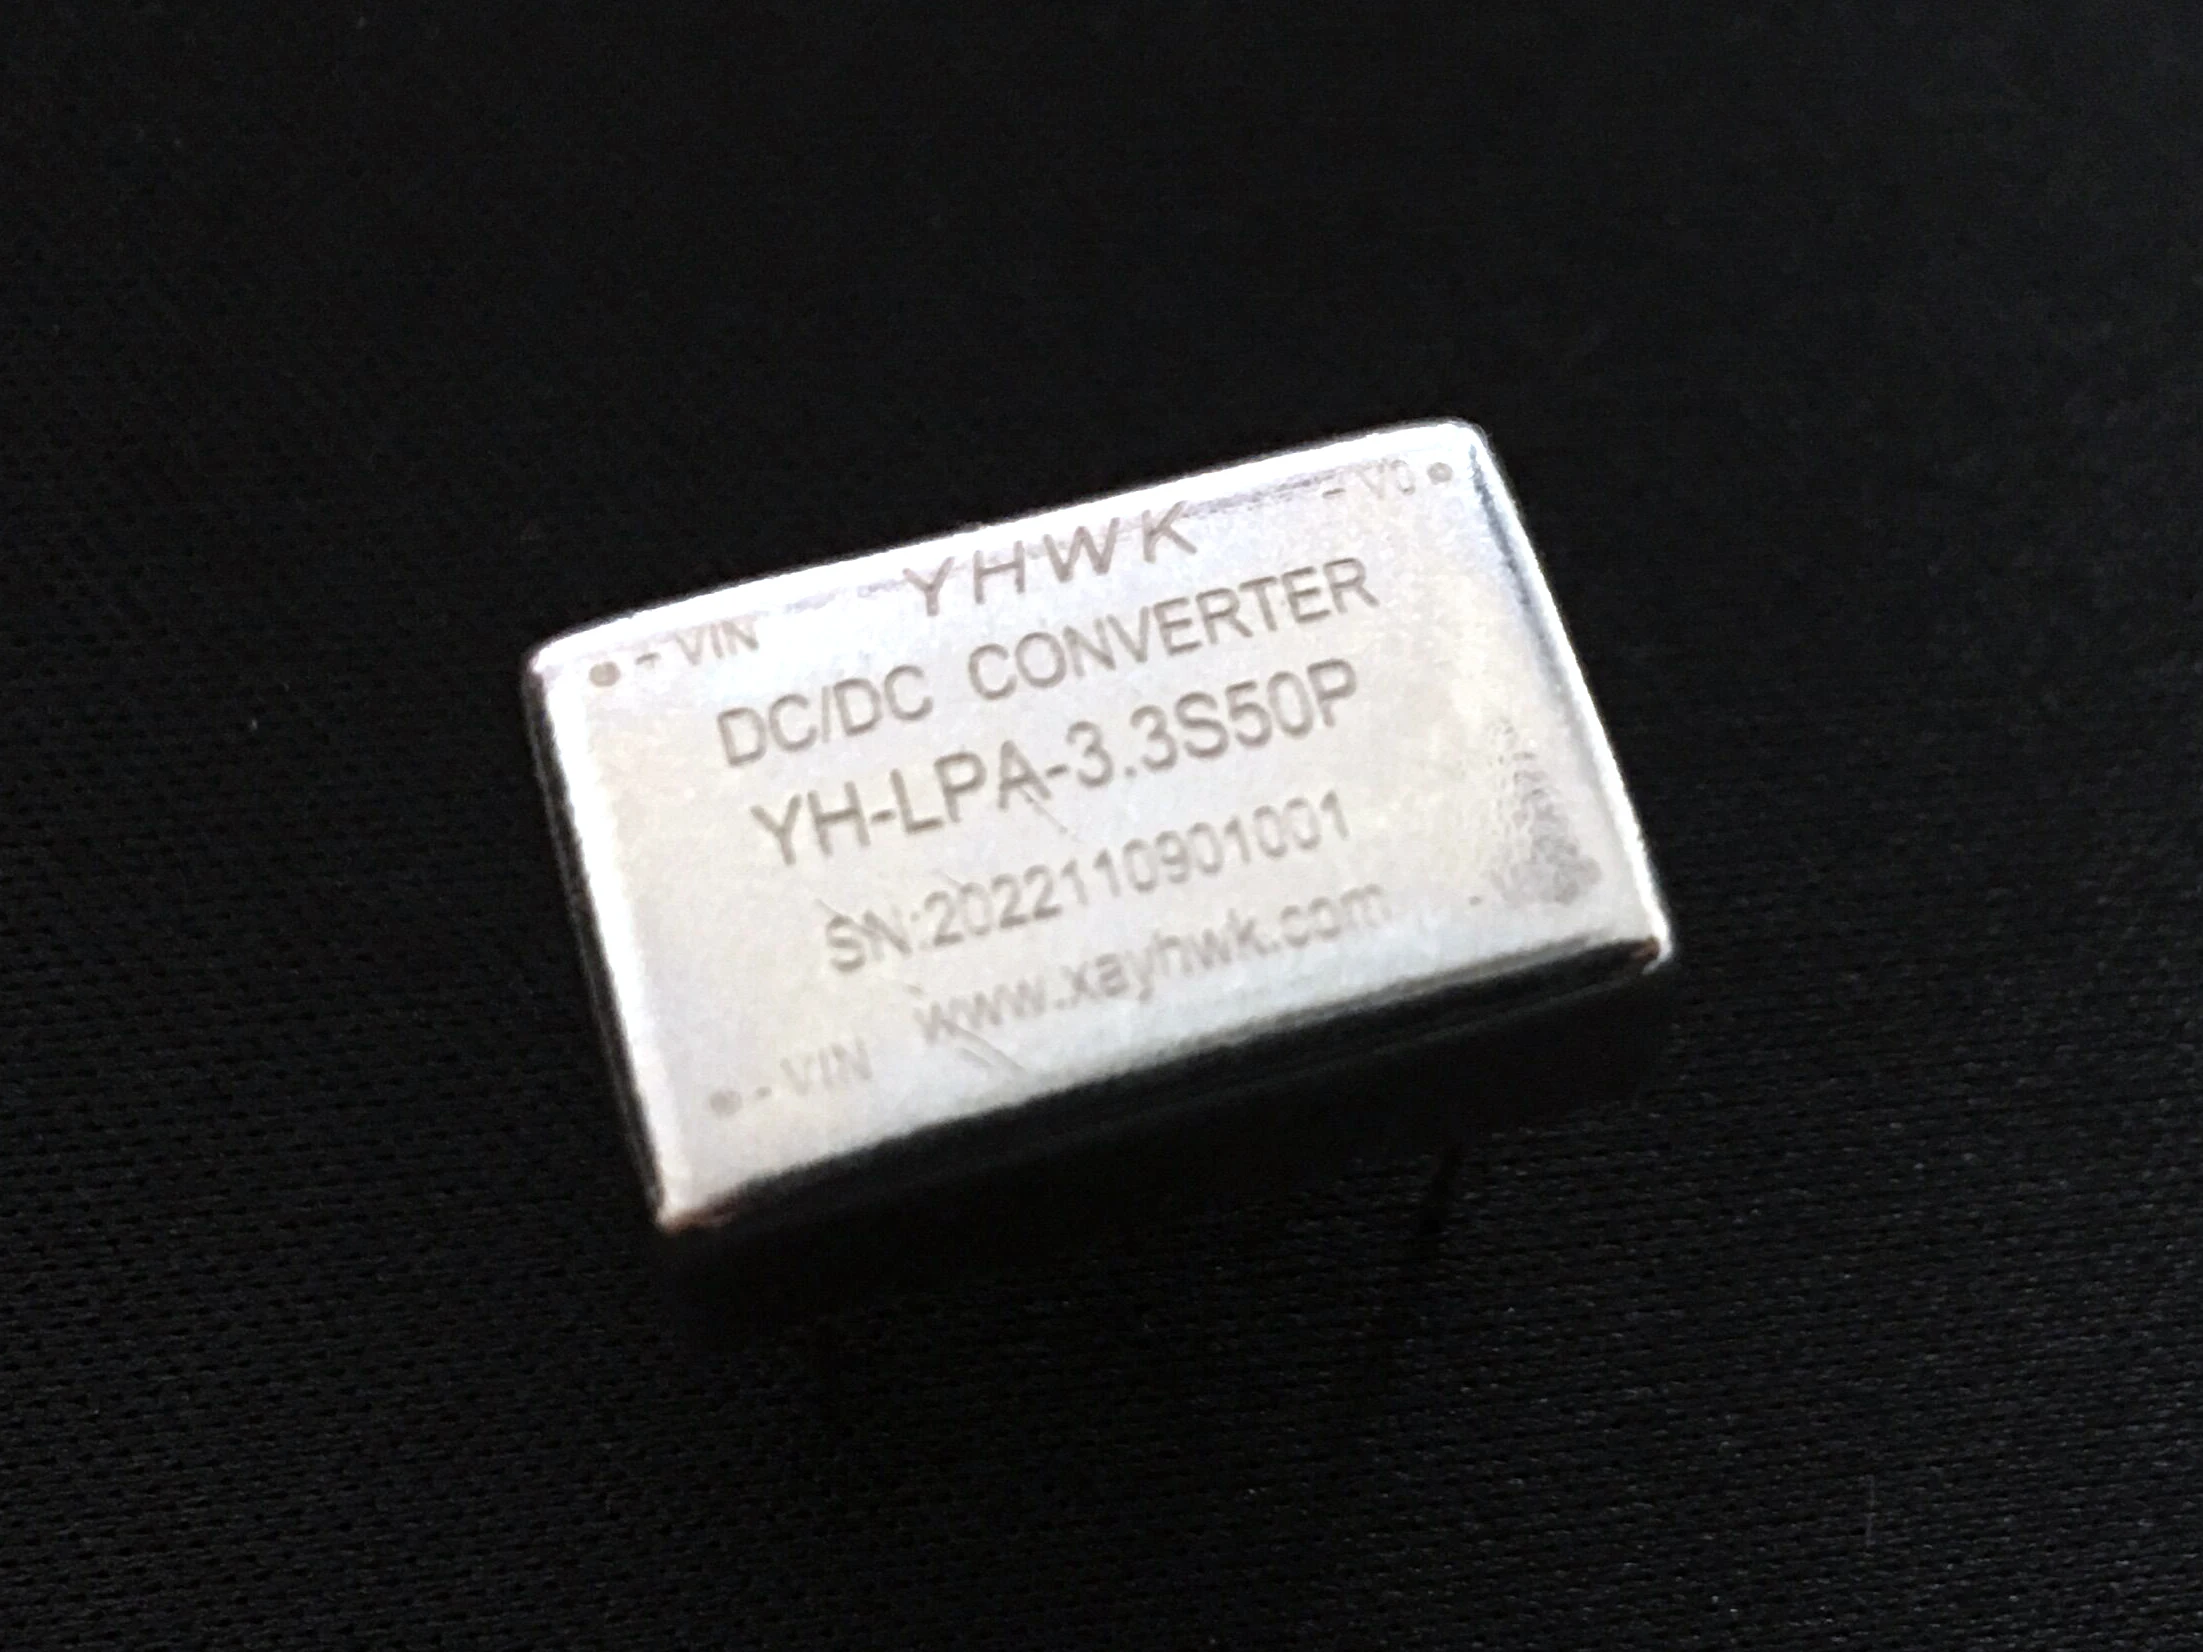 - V0
YHWK
- VIN
DC/DC CONVERTER
YH-LPA-3.3S50P
SN:2022110901001
www.xayhwk.com
- VIN